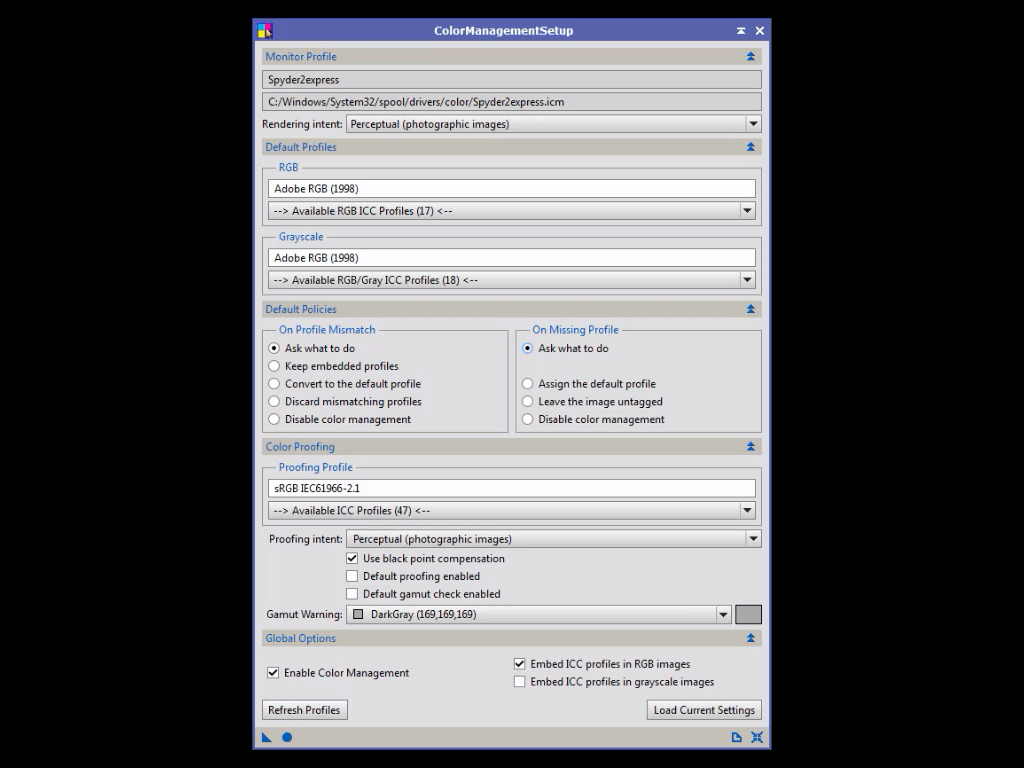 ColorManagementSetup
Monitor Profile
Spyder2express
C:/Windows/System32/spool/drivers/color/Spyder2express.icm
Rendering intent: Perceptual (photographic images)
Default Profiles
RGB
Adobe RGB (1998)
--> Available RGB ICC Profiles (17) <--
Grayscale
Adobe RGB (1998)
--> Available RGB/Gray ICC Profiles (18) <--
Default Policies
On Profile Mismatch
Ask what to do
Keep embedded profiles
Convert to the default profile
Discard mismatching profiles
Disable color management
On Missing Profile
Ask what to do
Assign the default profile
Leave the image untagged
Disable color management
Color Proofing
Proofing Profile
sRGB IEC61966-2.1
--> Available ICC Profiles (47) <--
Proofing intent: Perceptual (photographic images)
Use black point compensation
Default proofing enabled
Default gamut check enabled
Gamut Warning: DarkGray (169,169,169)
Global Options
Enable Color Management
Embed ICC profiles in RGB images
Embed ICC profiles in grayscale images
Refresh Profiles
Load Current Settings